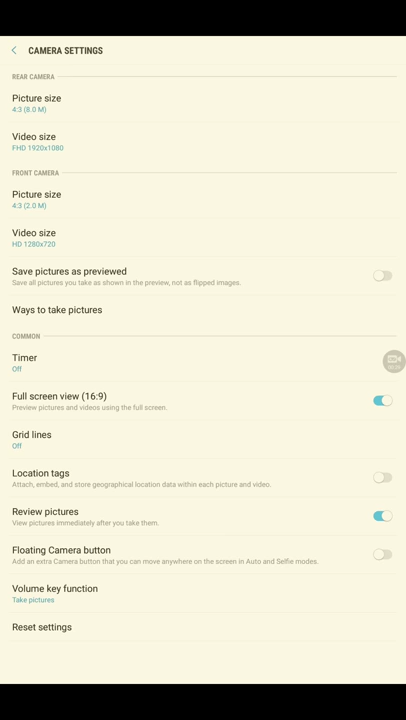 CAMERA SETTINGS
REAR CAMERA
Picture size
4:3 (8.0 M)
Video size
FHD 1920x1080
FRONT CAMERA
Picture size
4:3 (2.0 M)
Video size
HD 1280x720
Save pictures as previewed
Save all pictures you take as shown in the preview, not as flipped images.
Ways to take pictures
COMMON
Timer
Off
Full screen view (16:9)
Preview pictures and videos using the full screen.
Grid lines
Off
Location tags
Attach, embed, and store geographical location data within each picture and video.
Review pictures
View pictures immediately after you take them.
Floating Camera button
Add an extra Camera button that you can move anywhere on the screen in Auto and Selfie modes.
Volume key function
Take pictures
Reset settings